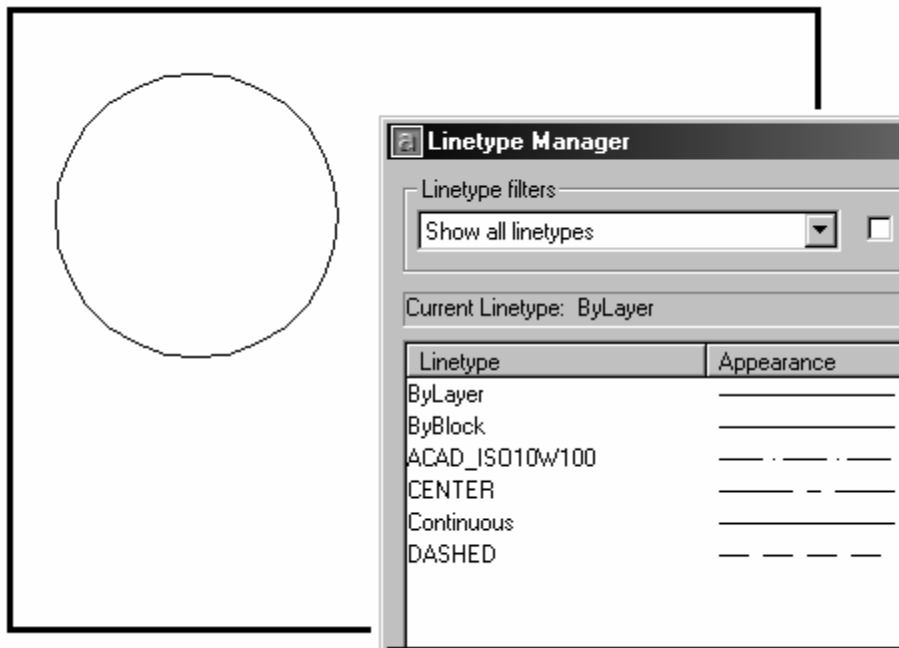 a Linetype Manager
Linetype filters
Show all linetypes
Current Linetype: ByLayer
Linetype Appearance
ByLayer
ByBlock
ACAD_ISO10W100
CENTER
Continuous
DASHED